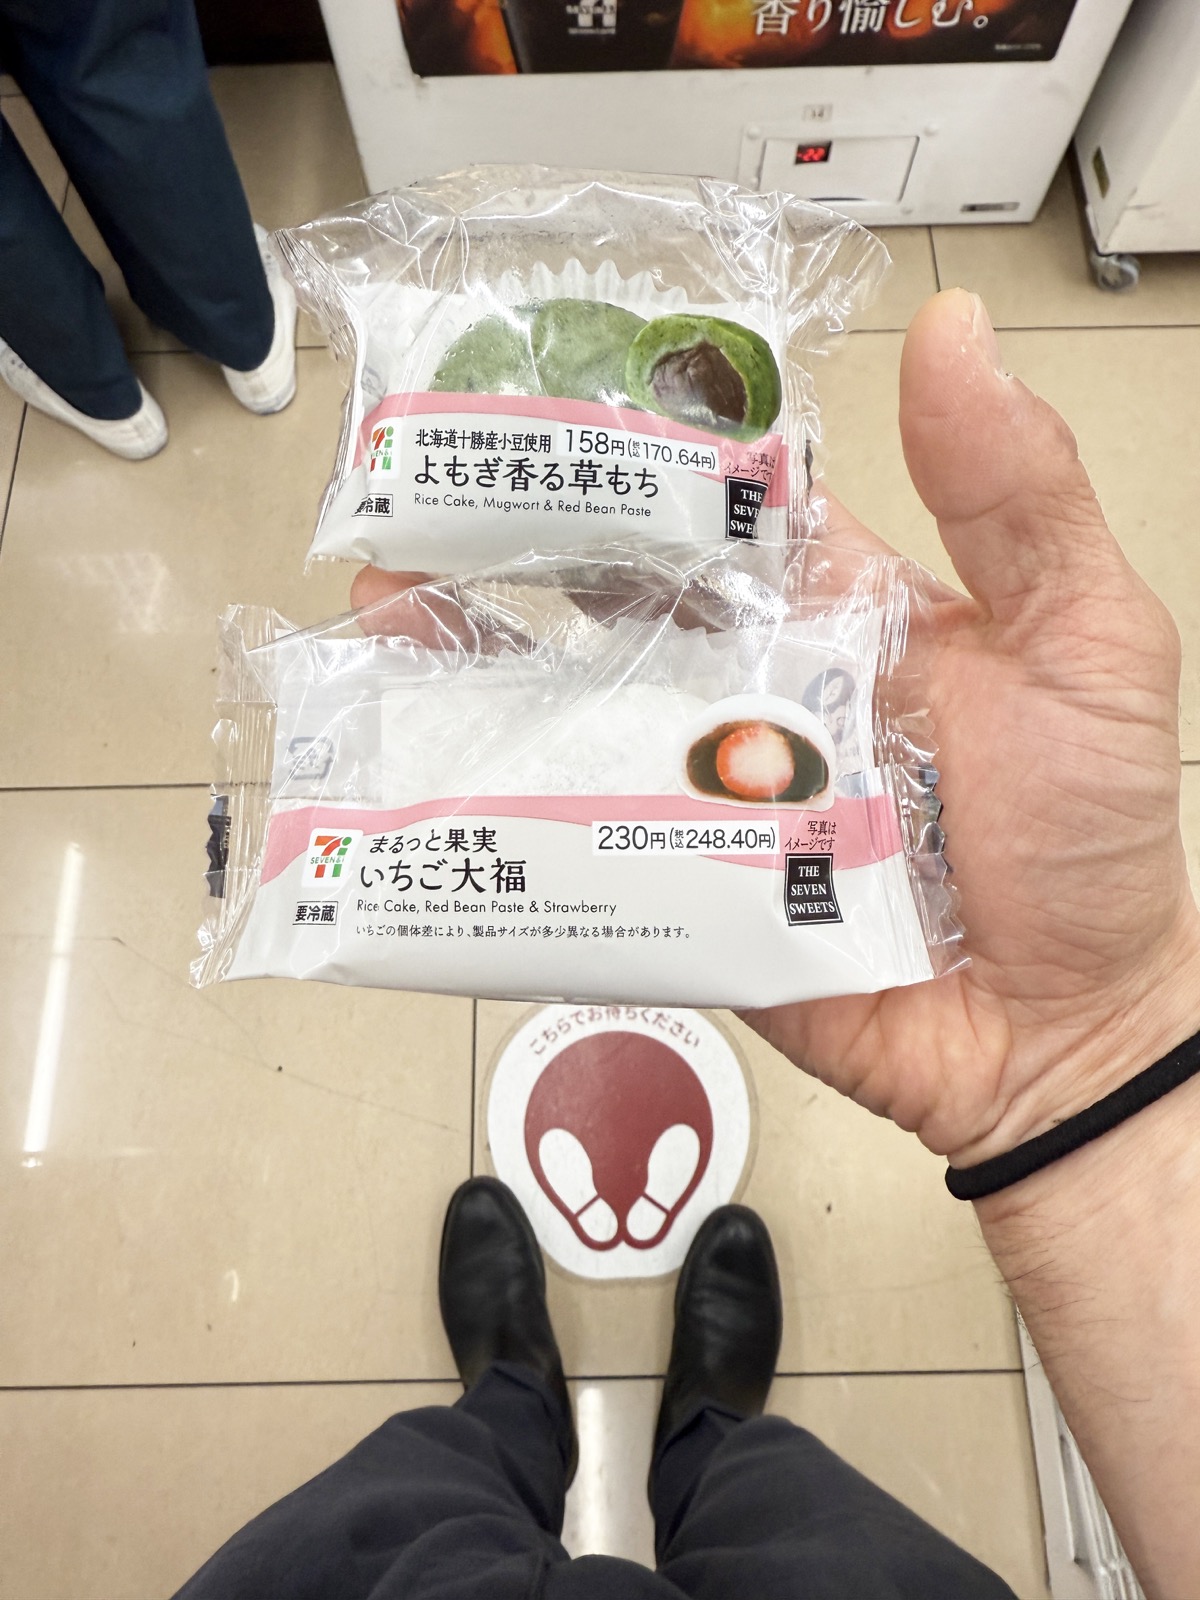 香り愉しむ。
-22
北海道十勝産小豆使用 158円(税込170.64円)
よもぎ香る草もち
Rice Cake, Mugwort & Red Bean Paste
要冷蔵
写真は
イメージです
THE
SEVEN
SWEETS
まるっと果実
いちご大福
230円(税込248.40円)
Rice Cake, Red Bean Paste & Strawberry
要冷蔵
いちごの個体差により、製品サイズが多少異なる場合があります。
写真は
イメージです
THE
SEVEN
SWEETS
こちらでお待ちください